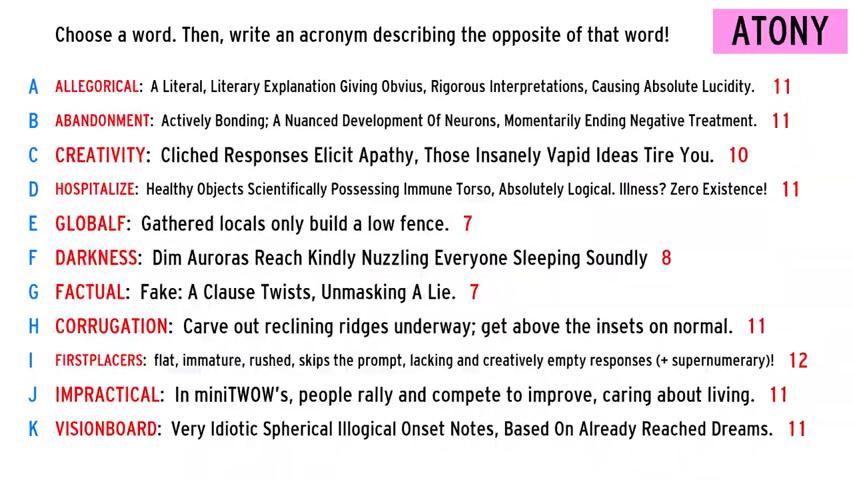 Choose a word. Then, write an acronym describing the opposite of that word!
ATONY
A ALLEGORICAL: A Literal, Literary Explanation Giving Obvius, Rigorous Interpretations, Causing Absolute Lucidity. 11
B ABANDONMENT: Actively Bonding; A Nuanced Development Of Neurons, Momentarily Ending Negative Treatment. 11
C CREATIVITY: Cliched Responses Elicit Apathy, Those Insanely Vapid Ideas Tire You. 10
D HOSPITALIZE: Healthy Objects Scientifically Possessing Immune Torso, Absolutely Logical. Illness? Zero Existence! 11
E GLOBALF: Gathered locals only build a low fence. 7
F DARKNESS: Dim Auroras Reach Kindly Nuzzling Everyone Sleeping Soundly 8
G FACTUAL: Fake: A Clause Twists, Unmasking A Lie. 7
H CORRUGATION: Carve out reclining ridges underway; get above the insets on normal. 11
I FIRSTPLACERS: flat, immature, rushed, skips the prompt, lacking and creatively empty responses (+ supernumerary)! 12
J IMPRACTICAL: In miniTWOW's, people rally and compete to improve, caring about living. 11
K VISIONBOARD: Very Idiotic Spherical Illogical Onset Notes, Based On Already Reached Dreams. 11